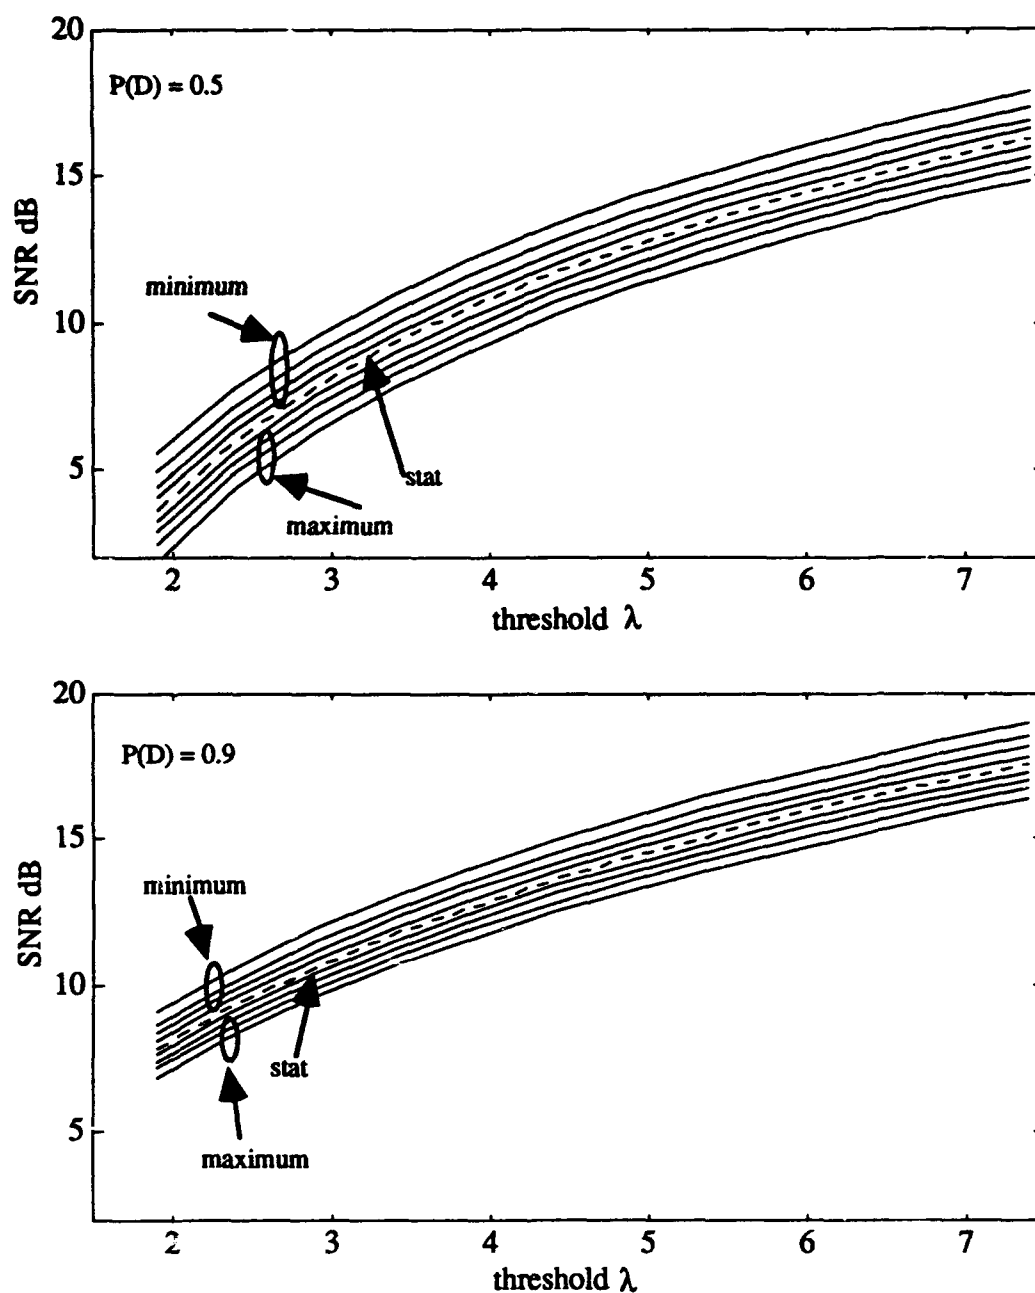 20
P(D) = 0.5
15
SNR dB
minimum
10
5
stat
maximum
2 3 4 5 6 7
threshold λ
20
P(D) = 0.9
15
SNR dB
minimum
10
stat
5
maximum
2 3 4 5 6 7
threshold λ